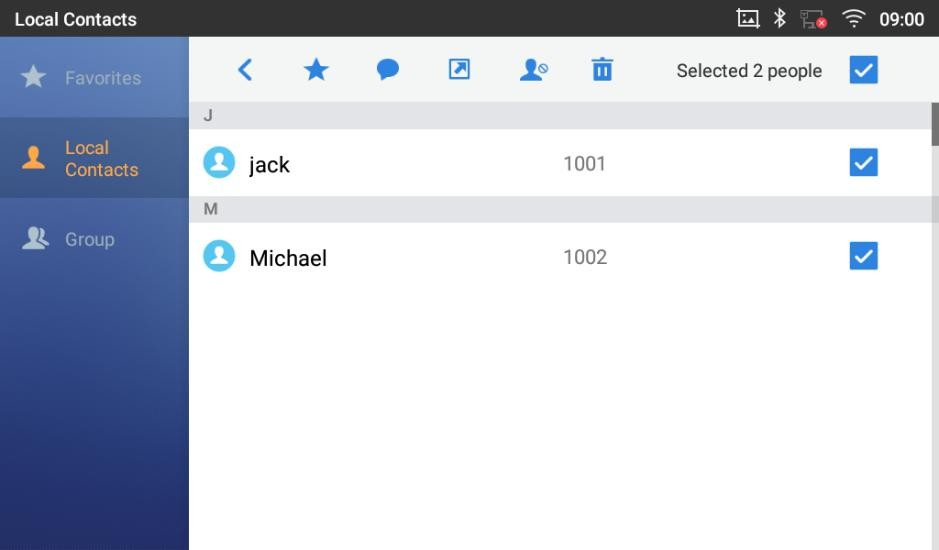 Local Contacts
09:00
Favorites
Selected 2 people
Local
Contacts
Group
J
jack
1001
M
Michael
1002